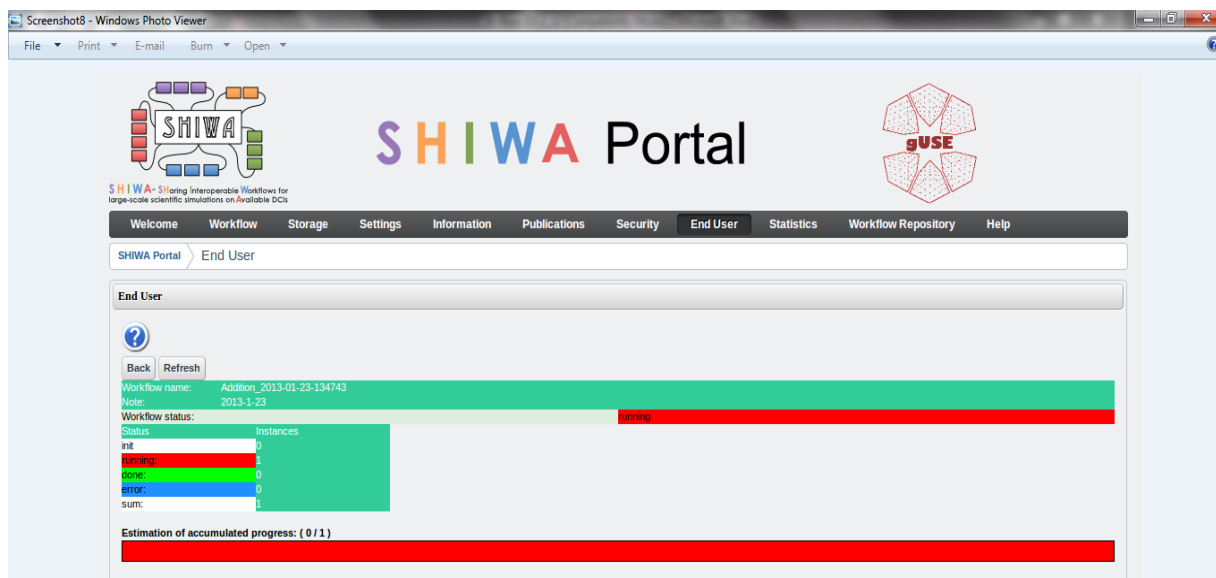 Screenshot8 - Windows Photo Viewer
File Print E-mail Burn Open
SHIWA
SHIWA Portal
gUSE
SHIWA- SHaring Interoperable Workflows for
large-scale scientific simulations on Available DCIs
Welcome Workflow Storage Settings Information Publications Security End User Statistics Workflow Repository Help
SHIWA Portal End User
End User
?
Back Refresh
Workflow name: Addition_2013-01-23-134743
Note: 2013-1-23
Workflow status: running
Status Instances
init 0
running: 1
done: 0
error: 0
sum: 1
Estimation of accumulated progress: ( 0 / 1 )